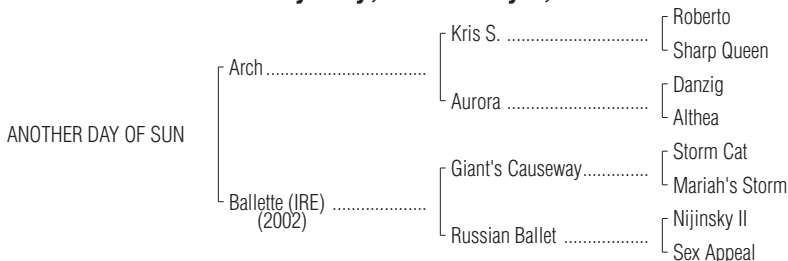 Roberto
Kris S. ..............................
Sharp Queen
Arch ..................................
Danzig
Aurora ..............................
Althea
ANOTHER DAY OF SUN
Storm Cat
Giant's Causeway..............
Mariah's Storm
Ballette (IRE) ....................
(2002)
Nijinsky II
Russian Ballet ..................
Sex Appeal